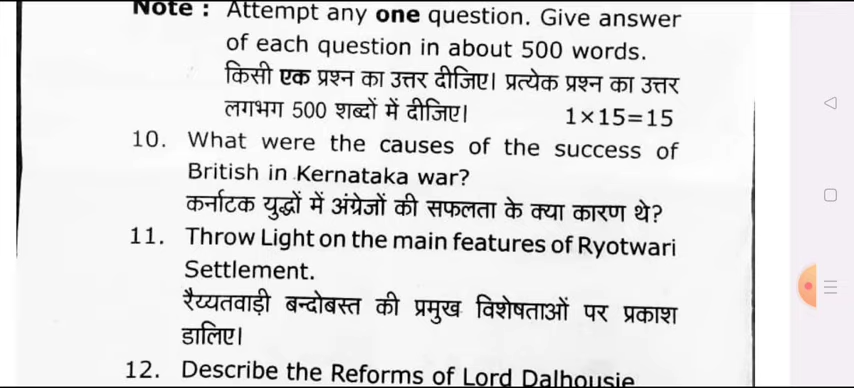 Note : Attempt any one question. Give answer
of each question in about 500 words.
किसी एक प्रश्न का उत्तर दीजिए। प्रत्येक प्रश्न का उत्तर
लगभग 500 शब्दों में दीजिए। 1×15=15
10. What were the causes of the success of
British in Kernataka war?
कर्नाटक युद्धों में अंग्रेजों की सफलता के क्या कारण थे?
11. Throw Light on the main features of Ryotwari
Settlement.
रैय्यतवाड़ी बन्दोबस्त की प्रमुख विशेषताओं पर प्रकाश
डालिए।
12. Describe the Reforms of Lord Dalhousie